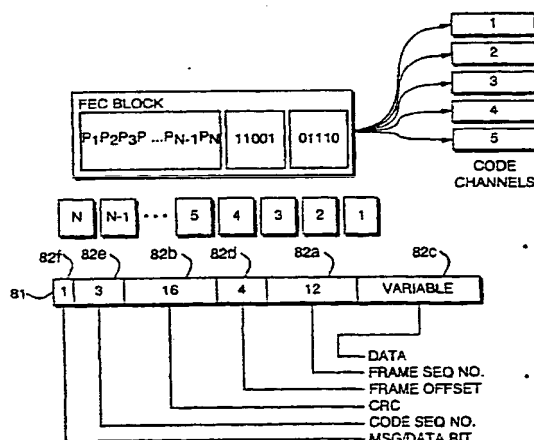 1
2
3
4
5
CODE
CHANNELS
FEC BLOCK
P1P2P3P ...PN-1PN 11001 01110
N N-1 ••• 5 4 3 2 1
82f 82e 82b 82d 82a 82c
81 1 3 16 4 12 VARIABLE
DATA
FRAME SEQ NO.
FRAME OFFSET
CRC
CODE SEQ NO.
MSG/DATA BIT